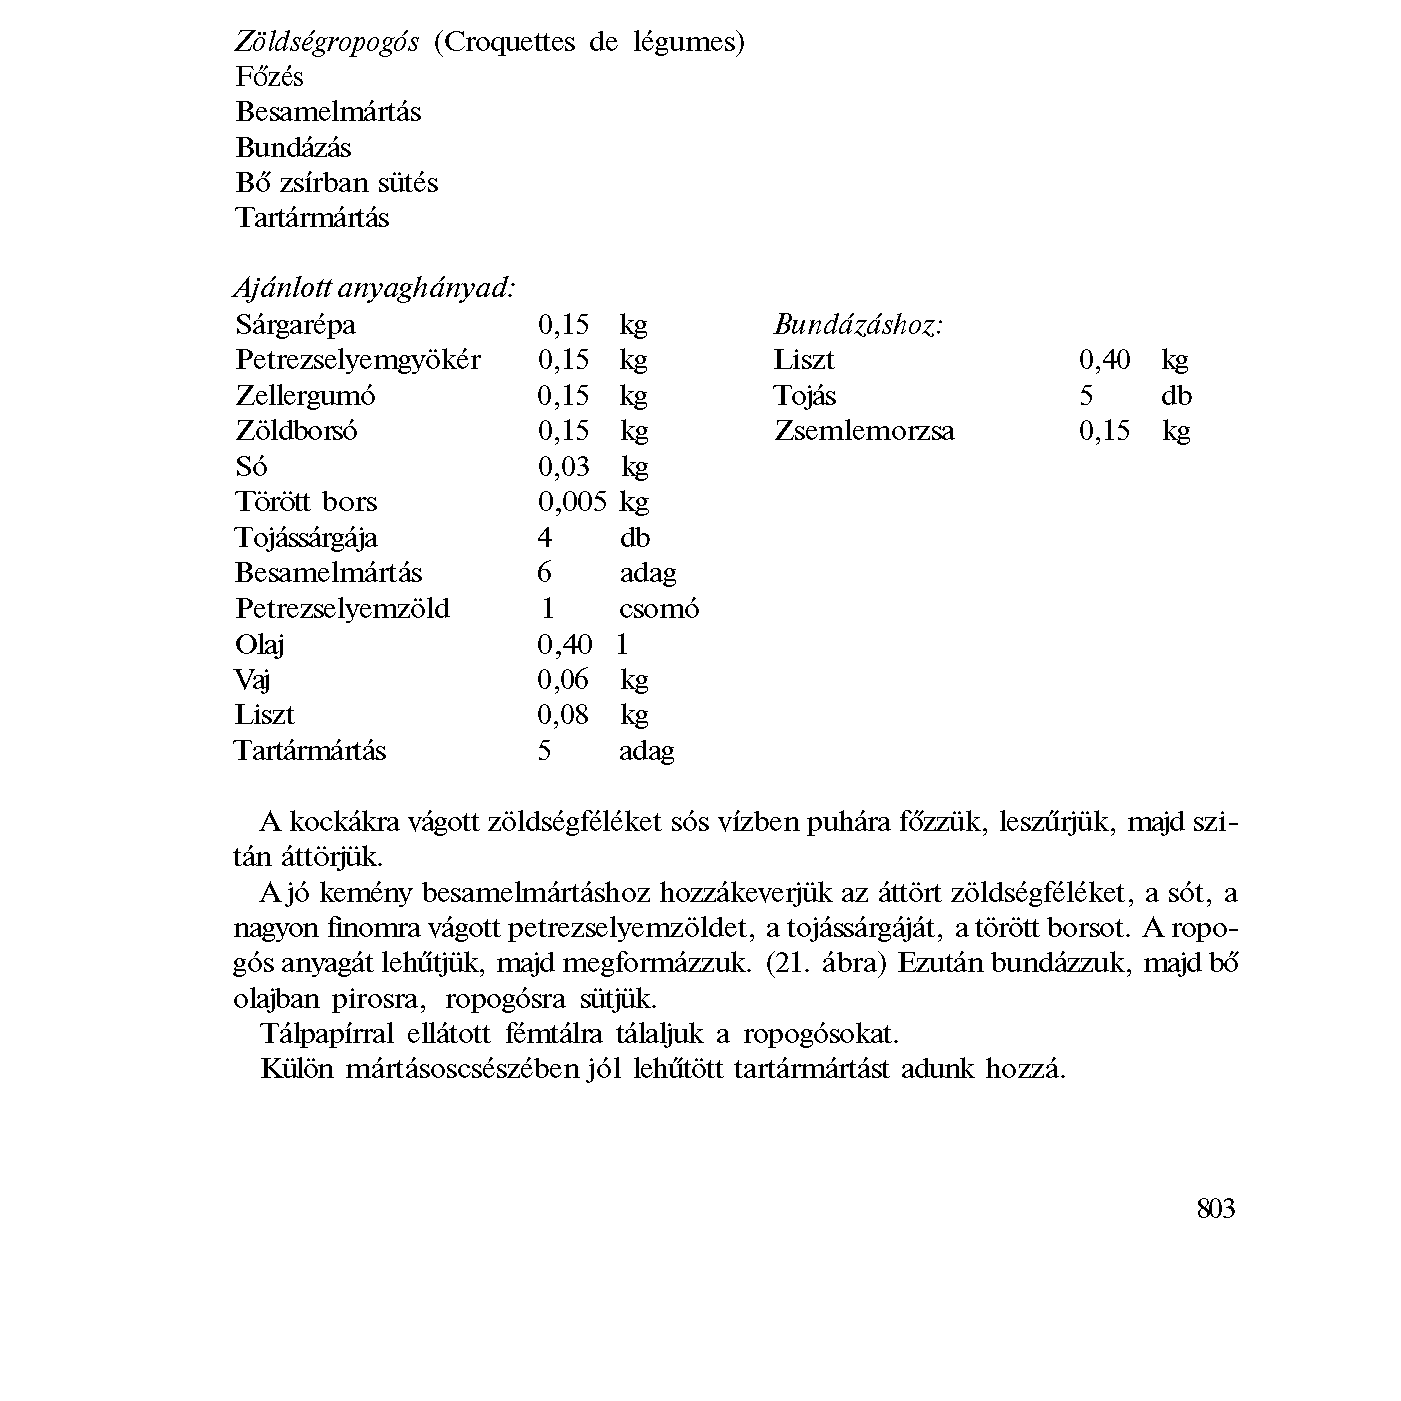 Zöldségropogós (Croquettes de légumes)
Főzés
Besamelmártás
Bundázás
Bő zsírban sütés
Tartármártás
Ajánlott anyaghányad:
Sárgarépa 0,15 kg
Petrezselyemgyökér 0,15 kg
Zellergumó 0,15 kg
Zöldborsó 0,15 kg
Só 0,03 kg
Törött bors 0,005 kg
Tojássárgája 4 db
Besamelmártás 6 adag
Petrezselyemzöld 1 csomó
Olaj 0,40 l
Vaj 0,06 kg
Liszt 0,08 kg
Tartármártás 5 adag
Bundázáshoz:
Liszt 0,40 kg
Tojás 5 db
Zsemlemorzsa 0,15 kg
A kockákra vágott zöldségféléket sós vízben puhára főzzük, leszűrjük, majd szi-
tán áttörjük.
A jó kemény besamelmártáshoz hozzákeverjük az áttört zöldségféléket, a sót, a
nagyon finomra vágott petrezselyemzöldet, a tojássárgáját, a törött borsot. A ropo-
gós anyagát lehűtjük, majd megformázzuk. (21. ábra) Ezután bundázzuk, majd bő
olajban pirosra, ropogósra sütjük.
Tálpapírral ellátott fémtálra tálaljuk a ropogósokat.
Külön mártásoscsészében jól lehűtött tartármártást adunk hozzá.
803